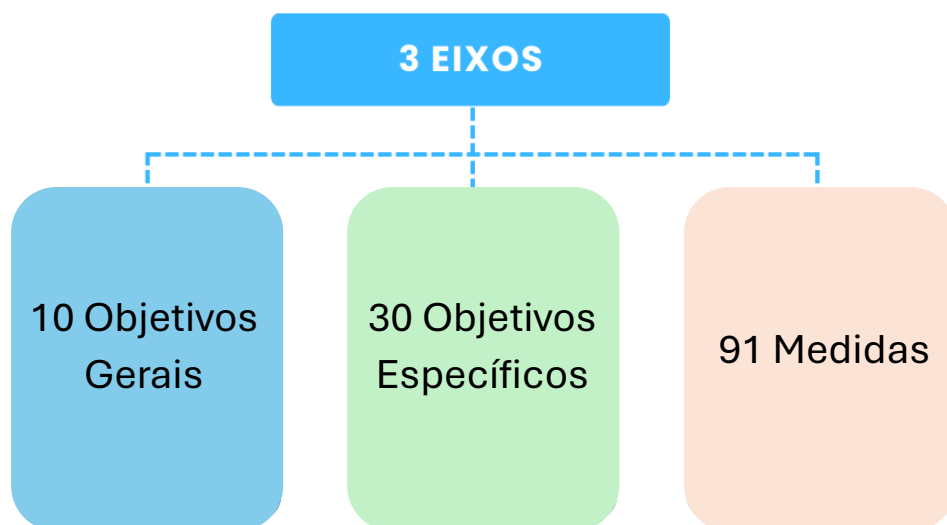 3 EIXOS
10 Objetivos
Gerais
30 Objetivos
Específicos
91 Medidas